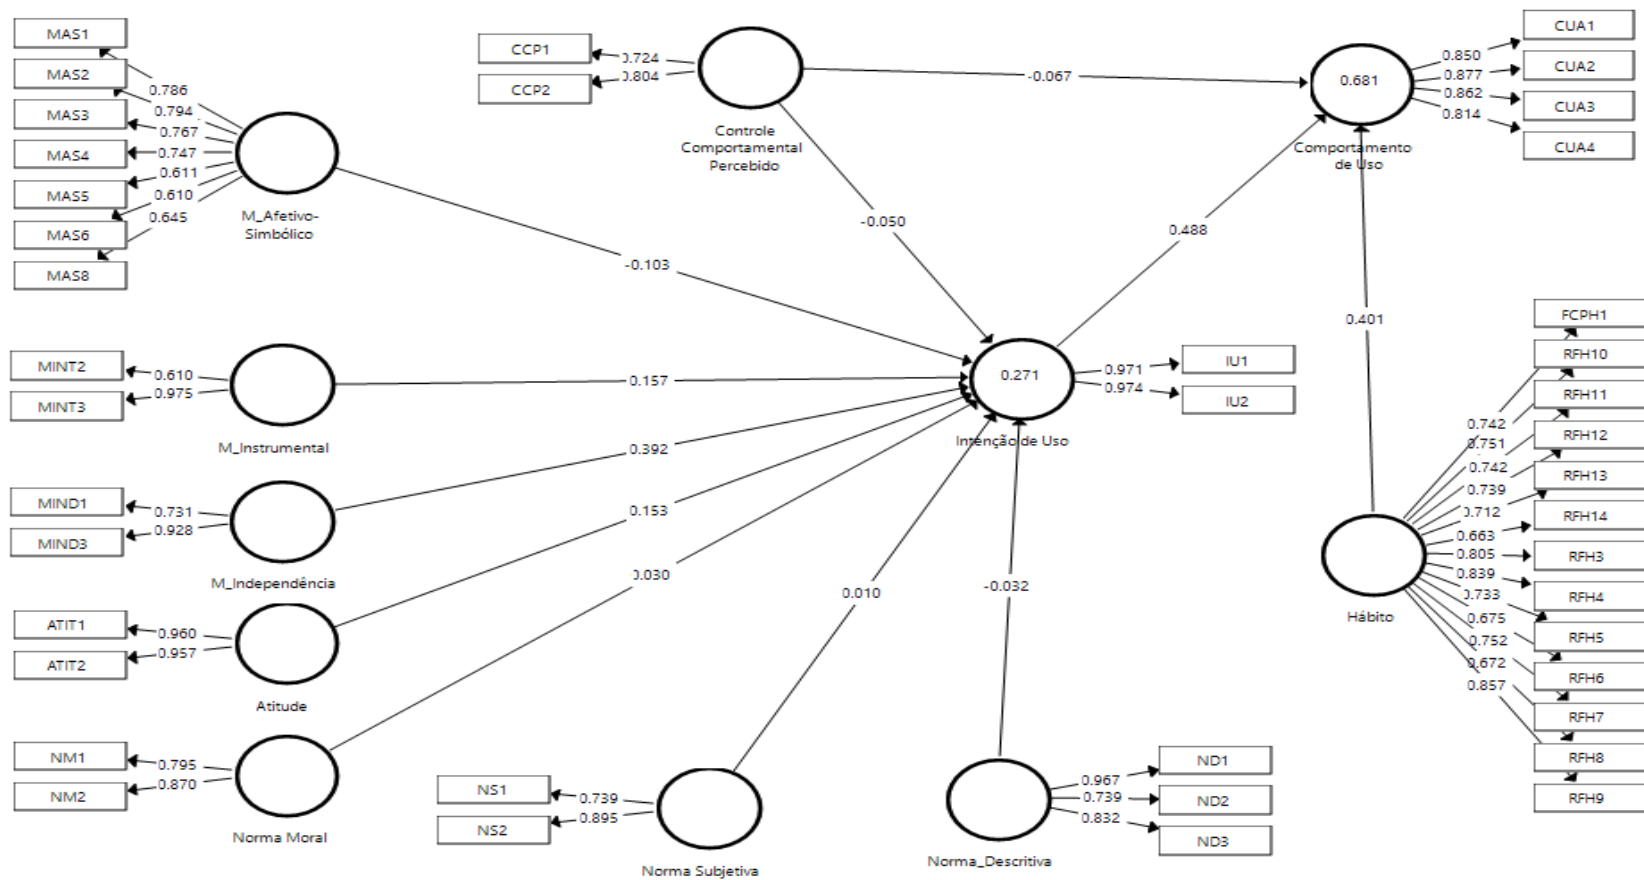 MAS1
MAS2
MAS3
MAS4
MAS5
MAS6
MAS8
0.786
0.794
0.767
0.747
0.611
0.610
0.645
M_Afetivo-
Simbólico
CCP1
CCP2
0.724
0.804
Controle
Comportamental
Percebido
-0.067
-0.050
-0.103
0.681
Comportamento
de Uso
0.850
0.877
0.862
0.814
CUA1
CUA2
CUA3
CUA4
0.488
0.401
MINT2
MINT3
0.610
0.975
M_Instrumental
0.157
0.271
Intenção de Uso
0.971
0.974
IU1
IU2
MIND1
MIND3
0.731
0.928
M_Independência
0.392
ATIT1
ATIT2
0.960
0.957
Atitude
0.153
NM1
NM2
0.795
0.870
Norma Moral
0.030
NS1
NS2
0.739
0.895
Norma Subjetiva
0.010
-0.032
Norma_Descritiva
0.967
0.739
0.832
ND1
ND2
ND3
Hábito
0.742
0.751
0.742
0.739
0.712
0.663
0.805
0.839
0.733
0.675
0.752
0.672
0.857
FCPH1
RFH10
RFH11
RFH12
RFH13
RFH14
RFH3
RFH4
RFH5
RFH6
RFH7
RFH8
RFH9